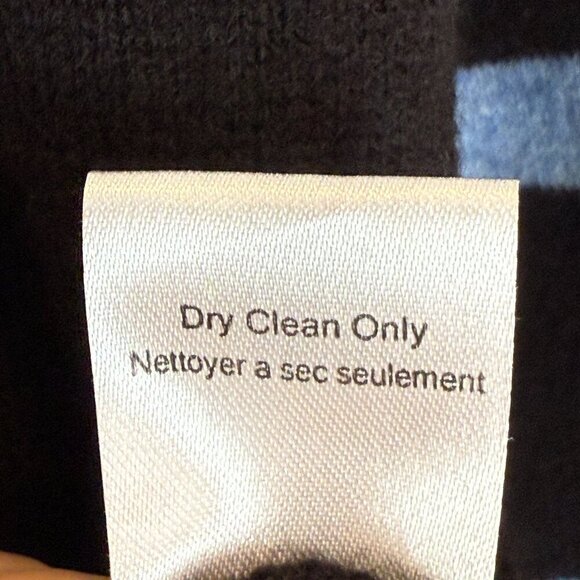 Dry Clean Only
Nettoyer a sec seulement